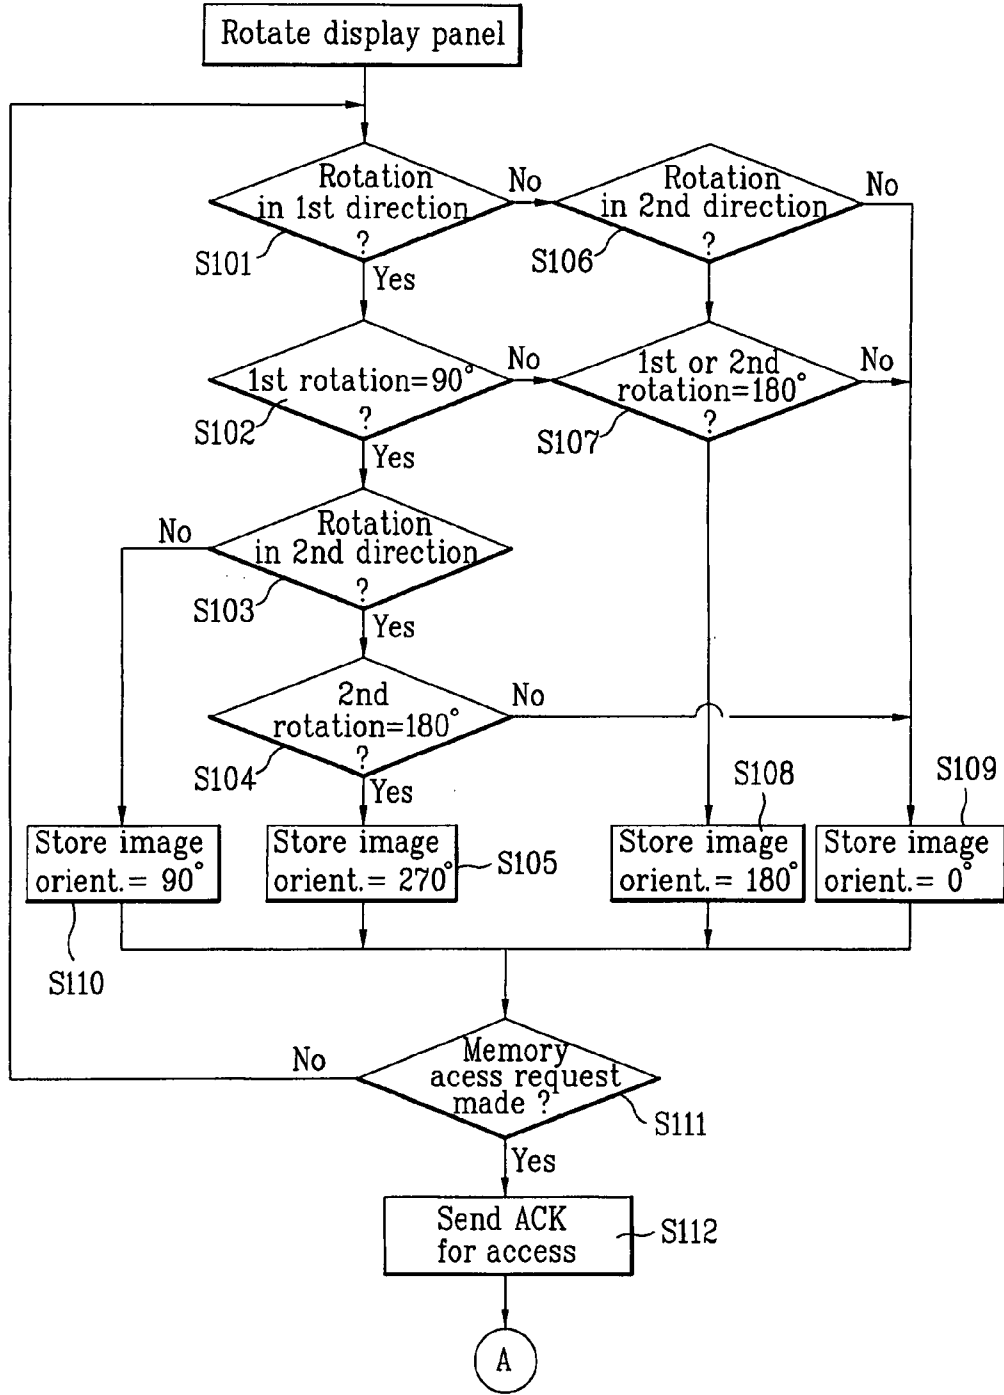 Rotate display panel
Rotation
in 1st direction
?
S101
No
Yes
Rotation
in 2nd direction
?
S106
No
1st rotation=90°
?
S102
No
Yes
1st or 2nd
rotation=180°
?
S107
No
Rotation
in 2nd direction
?
S103
No
Yes
2nd
rotation=180°
?
S104
No
Yes
Store image
orient.= 90°
S110
Store image
orient.= 270°
S105
Store image
orient.= 180°
S108
Store image
orient.= 0°
S109
Memory
acess request
made ?
S111
No
Yes
Send ACK
for access
S112
A